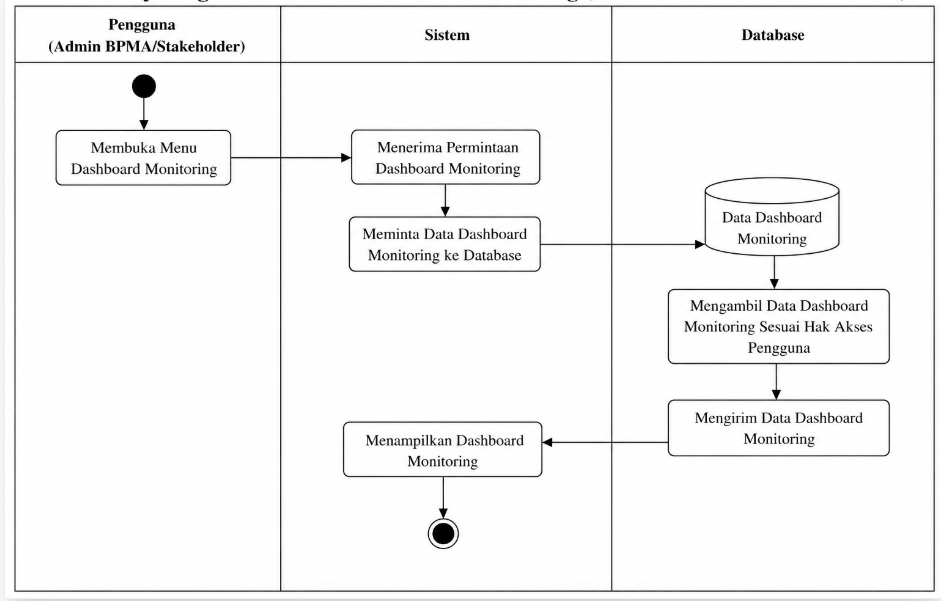 Pengguna
(Admin BPMA/Stakeholder)
Sistem
Database
Membuka Menu
Dashboard Monitoring
Menerima Permintaan
Dashboard Monitoring
Meminta Data Dashboard
Monitoring ke Database
Data Dashboard
Monitoring
Mengambil Data Dashboard
Monitoring Sesuai Hak Akses
Pengguna
Mengirim Data Dashboard
Monitoring
Menampilkan Dashboard
Monitoring